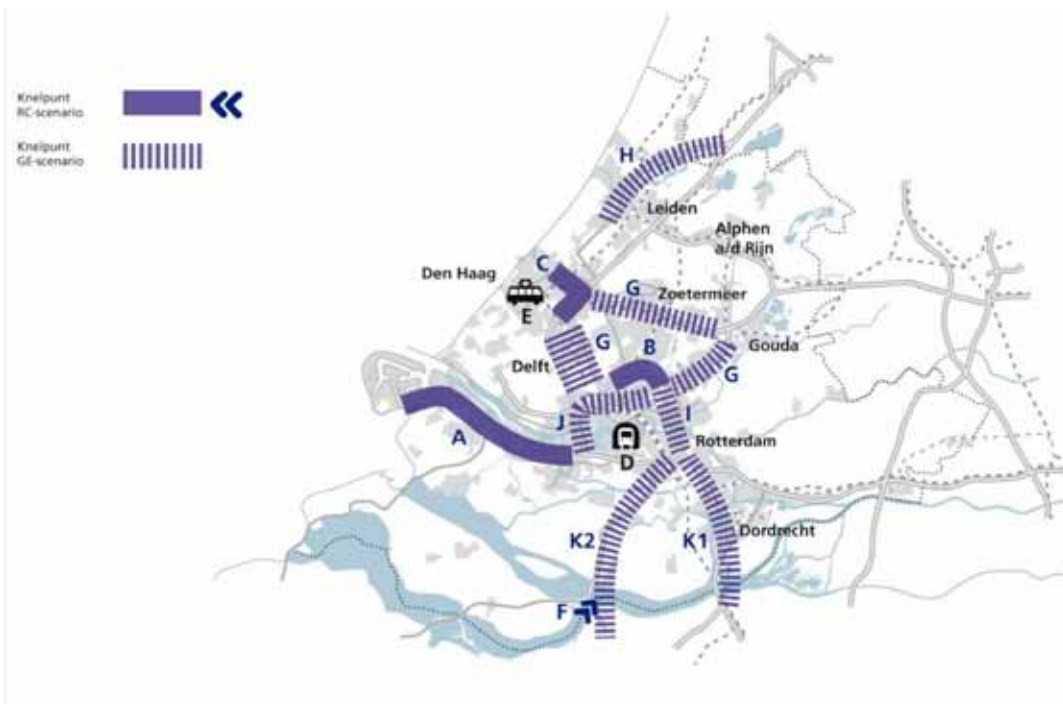 Knelpunt
RC-scenario
Knelpunt
GE-scenario
H
Leiden
Alphen
a/d Rijn
Den Haag
C
G
Zoetermeer
E
G
B
Gouda
Delft
G
J
I
A
D
Rotterdam
K2
K1
Dordrecht
F